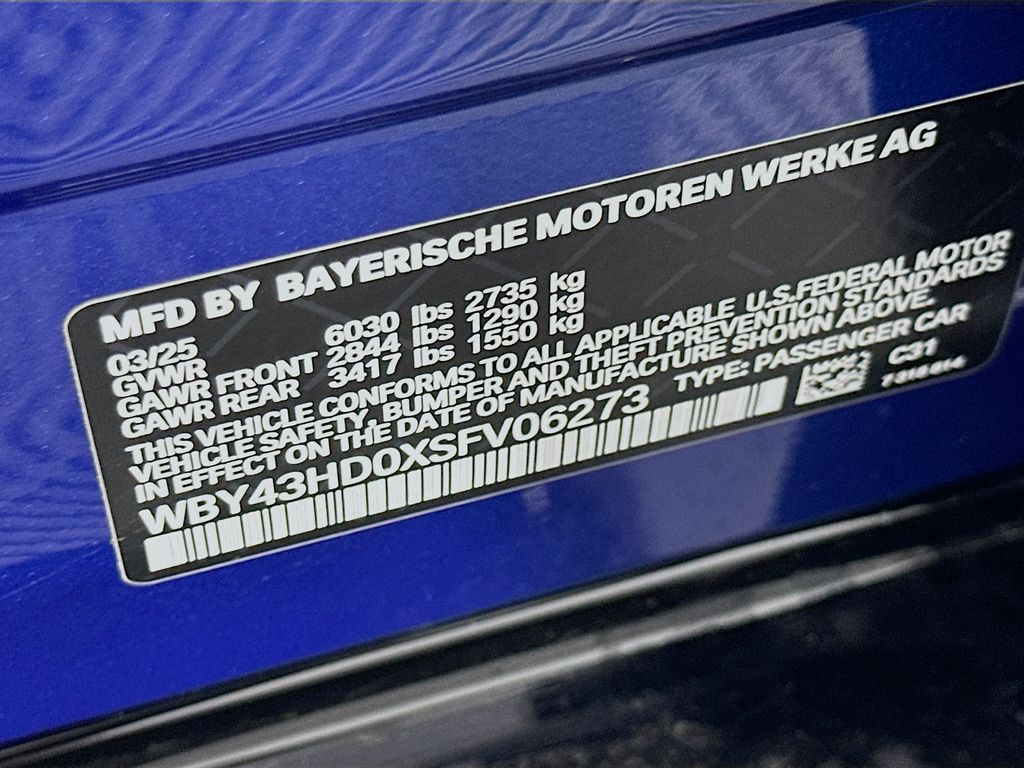 MFD BY BAYERISCHE MOTOREN WERKE AG
03/25
GVWR 6030 lbs 2735 kg
GAWR FRONT 2844 lbs 1290 kg
GAWR REAR 3417 lbs 1550 kg
THIS VEHICLE CONFORMS TO ALL APPLICABLE U.S.FEDERAL MOTOR
VEHICLE SAFETY, BUMPER AND THEFT PREVENTION STANDARDS
IN EFFECT ON THE DATE OF MANUFACTURE SHOWN ABOVE.
WBY43HD0XSFV06273 TYPE: PASSENGER CAR
C31